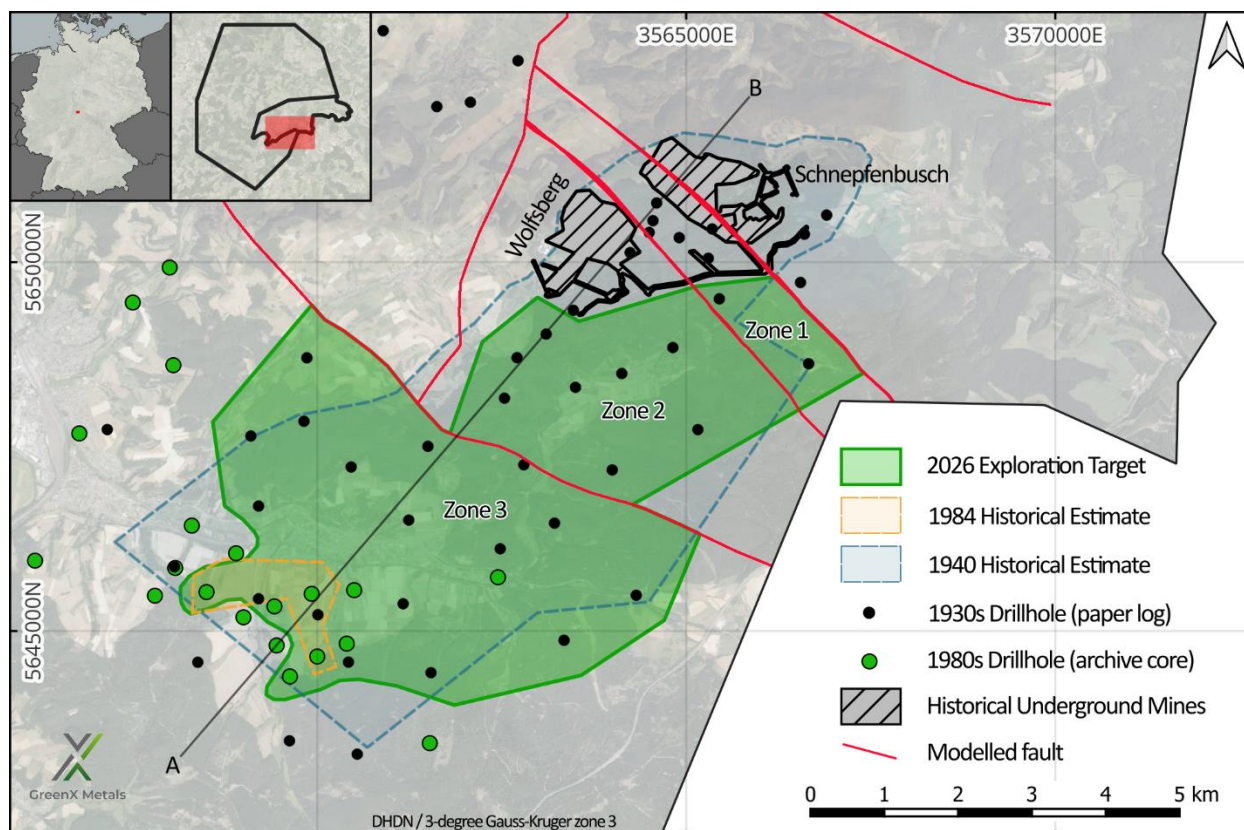 3565000E
3570000E
B
Schnepfenbusch
Wolfsberg
5650000N
Zone 1
Zone 2
Zone 3
5645000N
A
2026 Exploration Target
1984 Historical Estimate
1940 Historical Estimate
1930s Drillhole (paper log)
1980s Drillhole (archive core)
Historical Underground Mines
Modelled fault
0 1 2 3 4 5 km
GreenX Metals
DHDN / 3-degree Gauss-Kruger zone 3